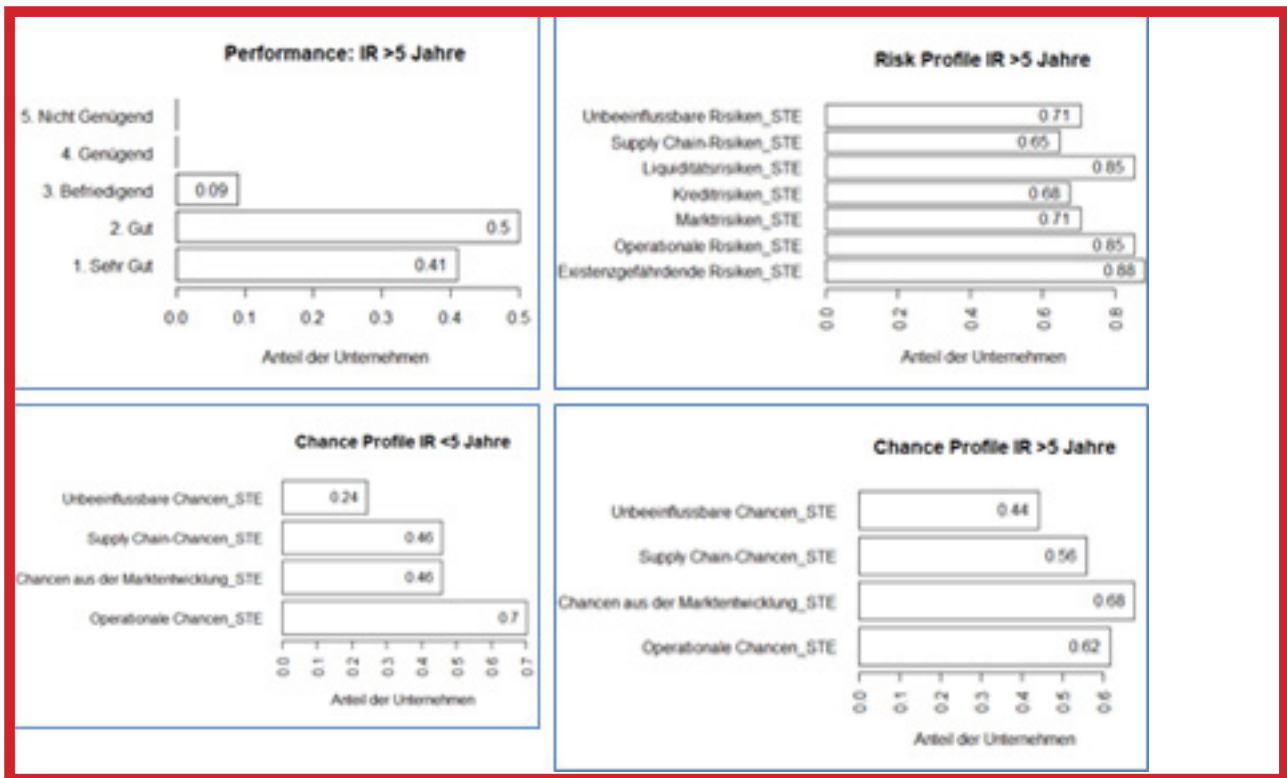 Performance: IR >5 Jahre
5. Nicht Genügend
4. Genügend
3. Befriedigend
0.09
2. Gut
0.5
1. Sehr Gut
0.41
0.0 0.1 0.2 0.3 0.4 0.5
Anteil der Unternehmen
Risk Profile IR >5 Jahre
Unbeeinflussbare Risiken_STE
0.71
Supply Chain-Risiken_STE
0.65
Liquiditätsrisiken_STE
0.85
Kreditrisiken_STE
0.68
Marktrisiken_STE
0.71
Operationale Risiken_STE
0.85
Existenzgefährdende Risiken_STE
0.88
0.0 0.2 0.4 0.6 0.8
Anteil der Unternehmen
Chance Profile IR <5 Jahre
Unbeeinflussbare Chancen_STE
0.24
Supply Chain-Chancen_STE
0.46
Chancen aus der Marktentwicklung_STE
0.46
Operationale Chancen_STE
0.7
0.0 0.1 0.2 0.3 0.4 0.5 0.6 0.7
Anteil der Unternehmen
Chance Profile IR >5 Jahre
Unbeeinflussbare Chancen_STE
0.44
Supply Chain-Chancen_STE
0.56
Chancen aus der Marktentwicklung_STE
0.68
Operationale Chancen_STE
0.62
0.0 0.1 0.2 0.3 0.4 0.5 0.6
Anteil der Unternehmen